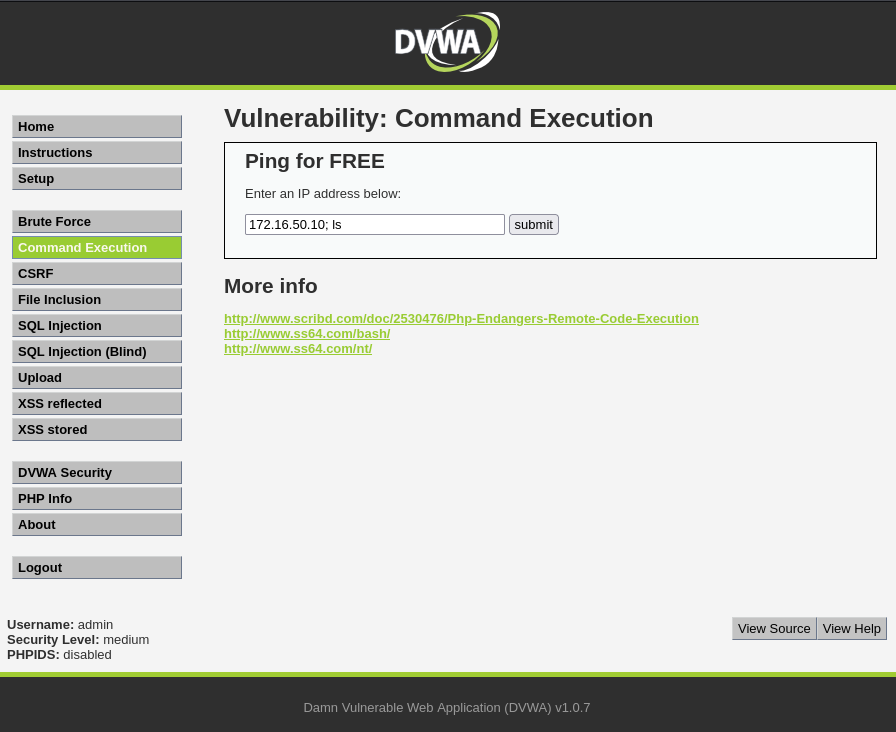 DVWA
Vulnerability: Command Execution
Home
Instructions
Setup
Brute Force
Command Execution
CSRF
File Inclusion
SQL Injection
SQL Injection (Blind)
Upload
XSS reflected
XSS stored
DVWA Security
PHP Info
About
Logout
Ping for FREE
Enter an IP address below:
172.16.50.10; ls submit
More info
http://www.scribd.com/doc/2530476/Php-Endangers-Remote-Code-Execution
http://www.ss64.com/bash/
http://www.ss64.com/nt/
Username: admin
Security Level: medium
PHPIDS: disabled
View Source View Help
Damn Vulnerable Web Application (DVWA) v1.0.7